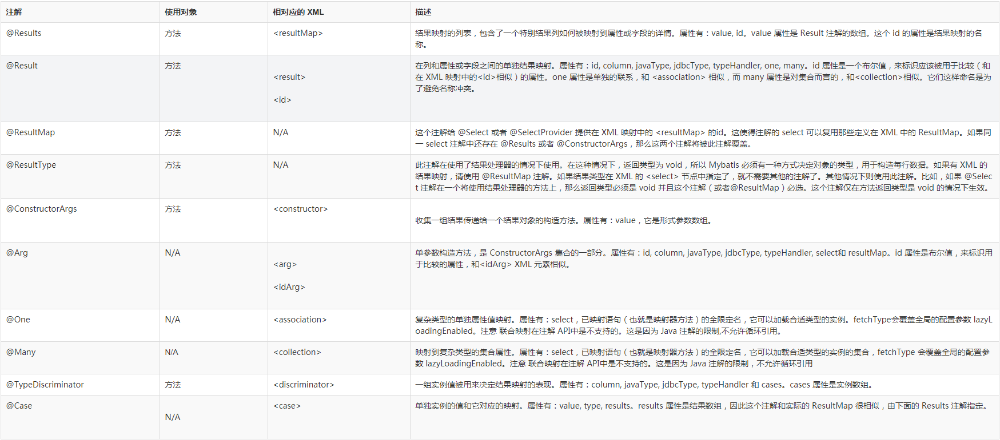 注解 使用对象 相对应的 XML 描述
@Results 方法 <resultMap> 结果映射的列表，包含了一个特别结果列如何被映射到属性或字段的详情。属性有：value, id。value 属性是 Result 注解的数组。这个 id 的属性是结果映射的名
称。
@Result 方法 在列和属性或字段之间的单独结果映射。属性有：id, column, javaType, jdbcType, typeHandler, one, many。id 属性是一个布尔值，来标识应该被用于比较（和
<result> 在 XML 映射中的<id>相似）的属性。one 属性是单独的联系，和 <association> 相似，而 many 属性是对集合而言的，和<collection>相似。它们这样命名是为
了避免名称冲突。
<id>
@ResultMap 方法 N/A 这个注解给 @Select 或者 @SelectProvider 提供在 XML 映射中的 <resultMap> 的id。这使得注解的 select 可以复用那些定义在 XML 中的 ResultMap。如果同
一 select 注解中还存在 @Results 或者 @ConstructorArgs，那么这两个注解将被此注解覆盖。
@ResultType 方法 N/A 此注解在使用了结果处理器的情况下使用。在这种情况下，返回类型为 void，所以 Mybatis 必须有一种方式决定对象的类型，用于构造每行数据。如果有 XML 的
结果映射，请使用 @ResultMap 注解。如果结果类型在 XML 的 <select> 节点中指定了，就不需要其他的注解了。其他情况下则使用此注解。比如，如果 @Selec
t 注解在一个将使用结果处理器的方法上，那么返回类型必须是 void 并且这个注解（或者@ResultMap）必选。这个注解仅在方法返回类型是 void 的情况下生效。
@ConstructorArgs 方法 <constructor>
收集一组结果传递给一个结果对象的构造方法。属性有：value，它是形式参数数组。
@Arg N/A 单参数构造方法，是 ConstructorArgs 集合的一部分。属性有：id, column, javaType, jdbcType, typeHandler, select和 resultMap。id 属性是布尔值，来标识用
<arg> 于比较的属性，和<idArg> XML 元素相似。
<idArg>
@One N/A <association> 复杂类型的单独属性值映射。属性有：select，已映射语句（也就是映射器方法）的全限定名，它可以加载合适类型的实例。fetchType会覆盖全局的配置参数 lazyL
oadingEnabled。注意 联合映射在注解 API中是不支持的。这是因为 Java 注解的限制,不允许循环引用。
@Many N/A <collection> 映射到复杂类型的集合属性。属性有：select，已映射语句（也就是映射器方法）的全限定名，它可以加载合适类型的实例的集合，fetchType 会覆盖全局的配置参
数 lazyLoadingEnabled。注意 联合映射在注解 API中是不支持的。这是因为 Java 注解的限制，不允许循环引用
@TypeDiscriminator 方法 <discriminator> 一组实例值被用来决定结果映射的表现。属性有：column, javaType, jdbcType, typeHandler 和 cases。cases 属性是实例数组。
@Case <case> 单独实例的值和它对应的映射。属性有：value, type, results。results 属性是结果数组，因此这个注解和实际的 ResultMap 很相似，由下面的 Results 注解指定。
N/A